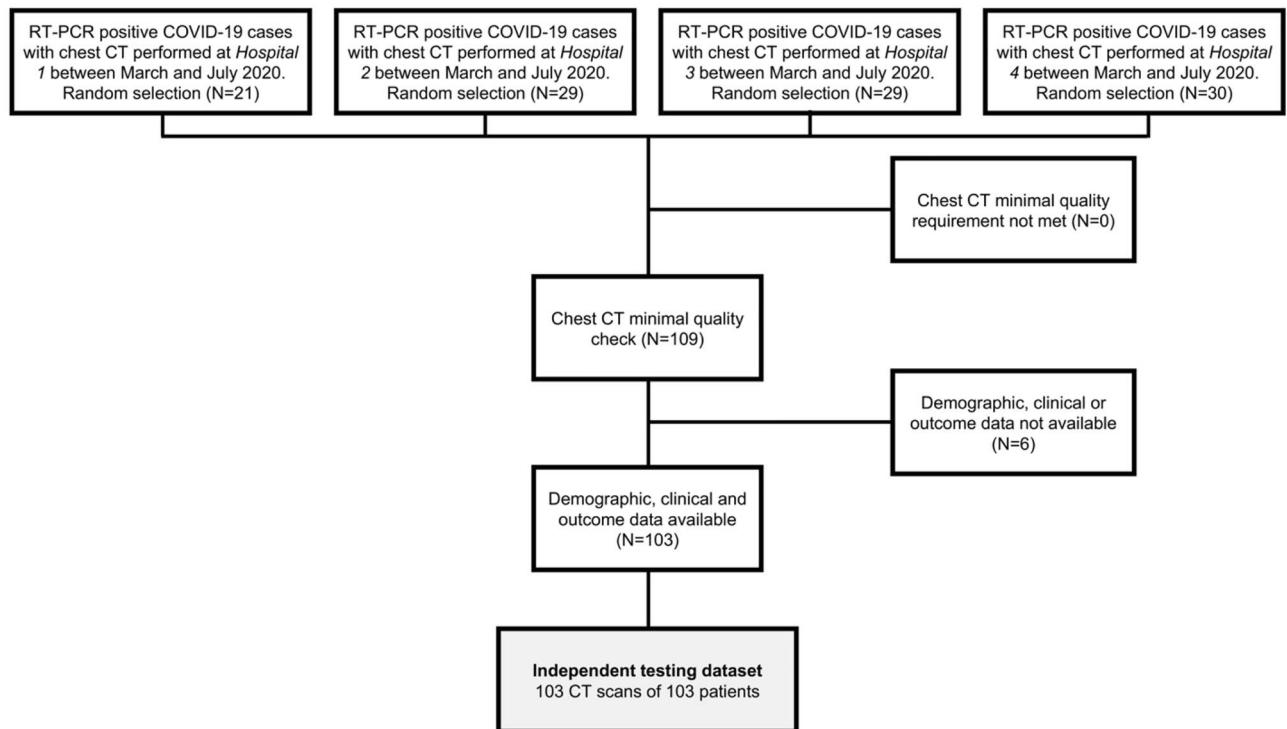 RT-PCR positive COVID-19 cases
with chest CT performed at Hospital
1 between March and July 2020.
Random selection (N=21)
RT-PCR positive COVID-19 cases
with chest CT performed at Hospital
2 between March and July 2020.
Random selection (N=29)
RT-PCR positive COVID-19 cases
with chest CT performed at Hospital
3 between March and July 2020.
Random selection (N=29)
RT-PCR positive COVID-19 cases
with chest CT performed at Hospital
4 between March and July 2020.
Random selection (N=30)
Chest CT minimal quality
requirement not met (N=0)
Chest CT minimal quality
check (N=109)
Demographic, clinical or
outcome data not available
(N=6)
Demographic, clinical and
outcome data available
(N=103)
Independent testing dataset
103 CT scans of 103 patients